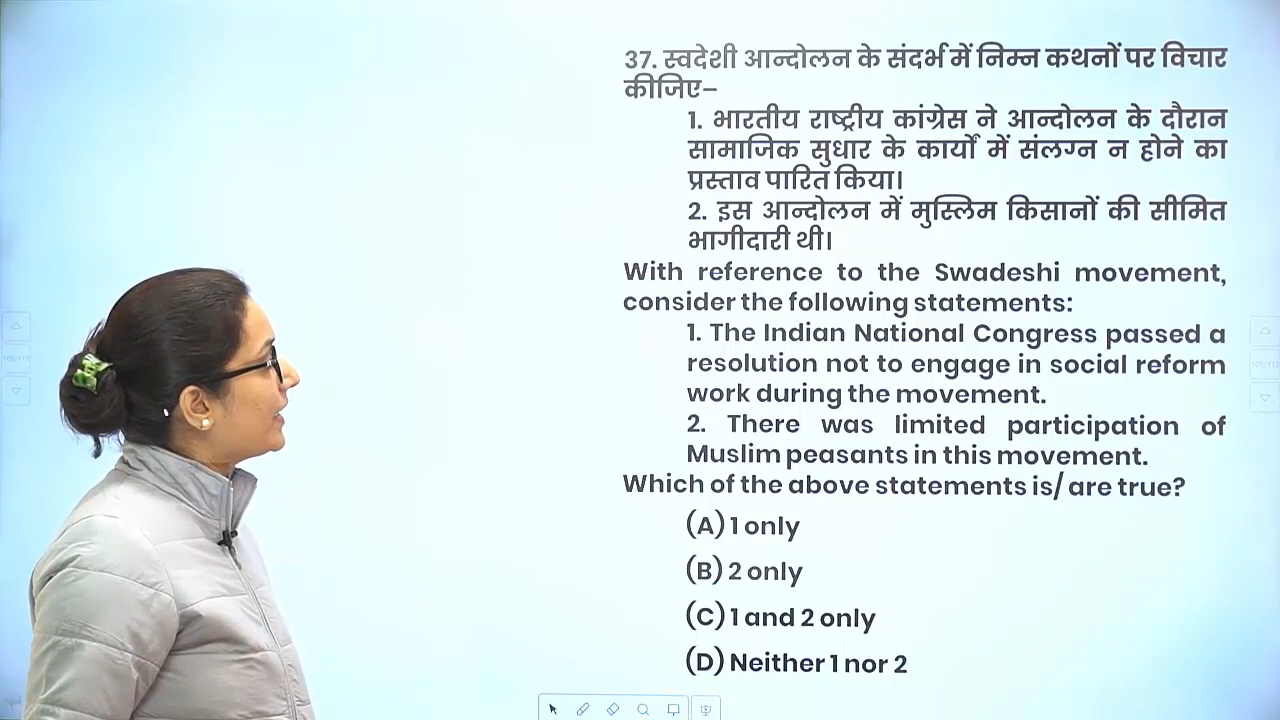 37. स्वदेशी आन्दोलन के संदर्भ में निम्न कथनों पर विचार
कीजिए–
1. भारतीय राष्ट्रीय कांग्रेस ने आन्दोलन के दौरान
सामाजिक सुधार के कार्यों में संलग्न न होने का
प्रस्ताव पारित किया।
2. इस आन्दोलन में मुस्लिम किसानों की सीमित
भागीदारी थी।
With reference to the Swadeshi movement,
consider the following statements:
1. The Indian National Congress passed a
resolution not to engage in social reform
work during the movement.
2. There was limited participation of
Muslim peasants in this movement.
Which of the above statements is/ are true?
(A) 1 only
(B) 2 only
(C) 1 and 2 only
(D) Neither 1 nor 2